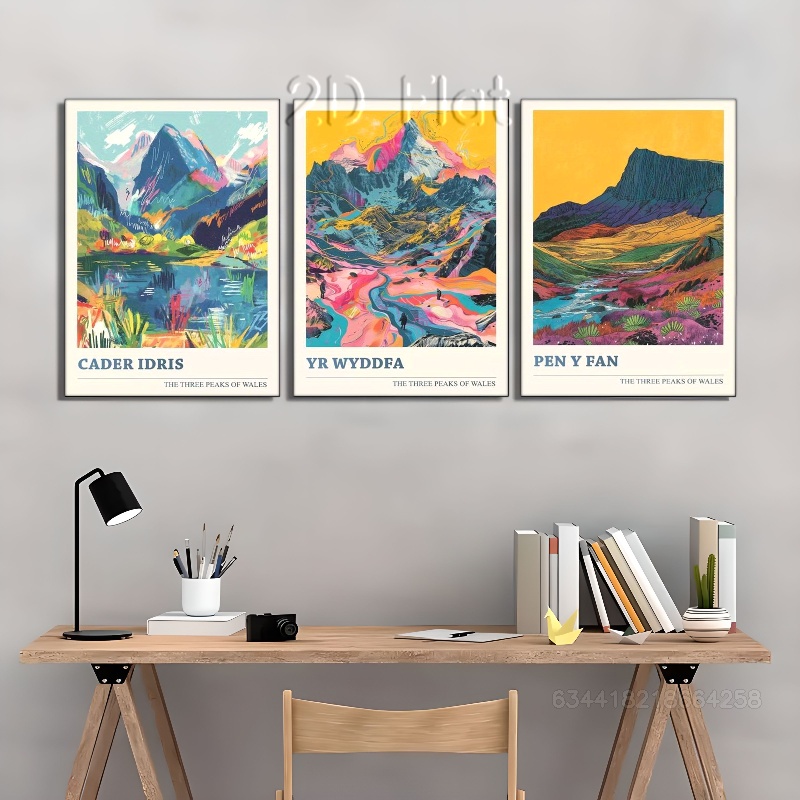 2D Flat
CADER IDRIS
THE THREE PEAKS OF WALES
YR WYDDFA
THE THREE PEAKS OF WALES
PEN Y FAN
THE THREE PEAKS OF WALES